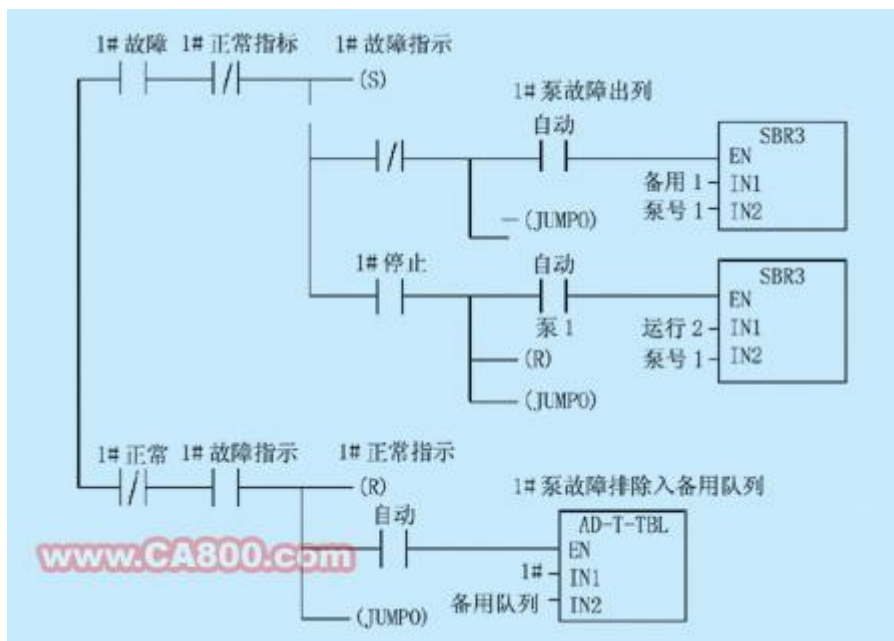 1#故障 1#正常指标 1#故障指示
(S)
1#泵故障出列
自动
SBR3
EN
备用1 IN1
泵号1 IN2
(JUMPO)
1#停止 自动
SBR3
EN
泵1
运行2 IN1
(R)
泵号1 IN2
(JUMPO)
1#正常 1#故障指示 1#正常指示
(R)
1#泵故障排除入备用队列
自动
AD-T-TBL
EN
1# IN1
备用队列 IN2
(JUMPO)
www.CA800.com